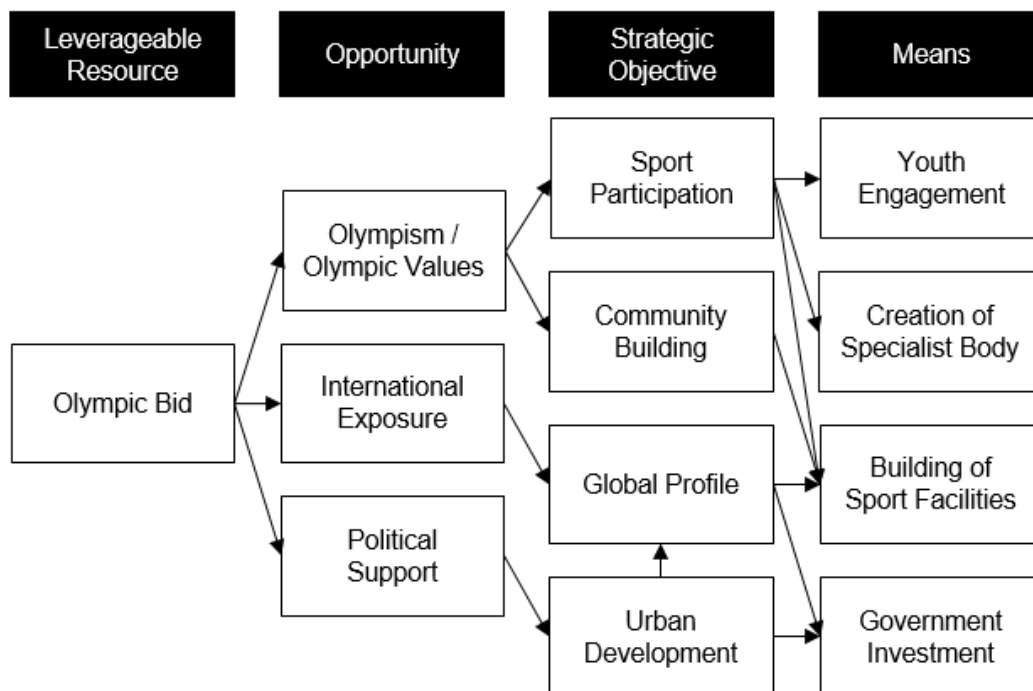 Leverageable
Resource
Opportunity
Strategic
Objective
Means
Olympic Bid
Olympism /
Olympic Values
International
Exposure
Political
Support
Sport
Participation
Community
Building
Global Profile
Urban
Development
Youth
Engagement
Creation of
Specialist Body
Building of
Sport Facilities
Government
Investment